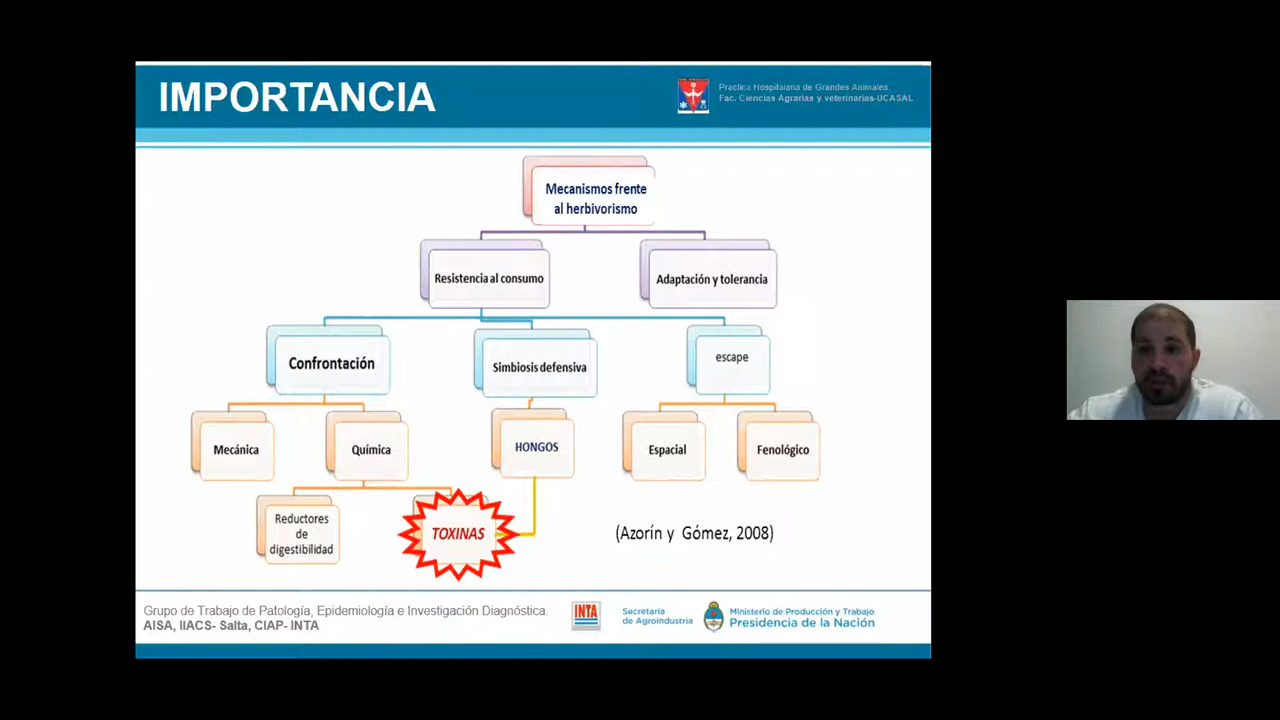 IMPORTANCIA
Práctica Hospitalaria de Grandes Animales.
Fac. Ciencias Agrarias y veterinarias-UCASAL
Mecanismos frente
al herbivorismo
Resistencia al consumo
Adaptación y tolerancia
Confrontación
Simbiosis defensiva
escape
Mecánica
Química
HONGOS
Espacial
Fenológico
Reductores
de
digestibilidad
TOXINAS
(Azorín y Gómez, 2008)
Grupo de Trabajo de Patología, Epidemiología e Investigación Diagnóstica.
AISA, IIACS- Salta, CIAP- INTA
INTA
Secretaría
de Agroindustria
Ministerio de Producción y Trabajo
Presidencia de la Nación